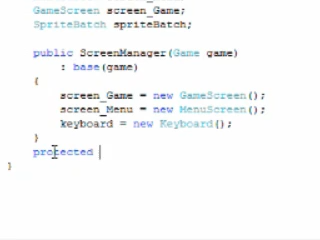 GameScreen screen_Game;
SpriteBatch spriteBatch;
public ScreenManager(Game game)
: base(game)
{
screen_Game = new GameScreen();
screen_Menu = new MenuScreen();
keyboard = new Keyboard();
}
protected
}